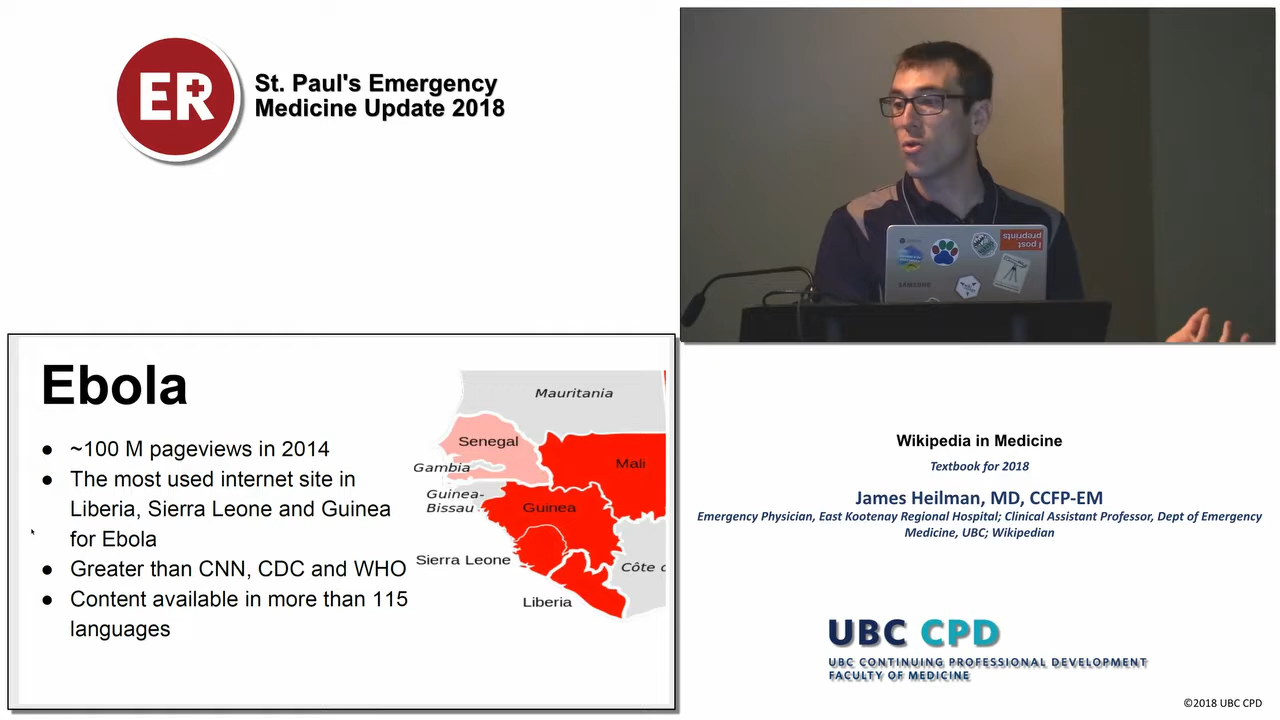 ER
St. Paul's Emergency
Medicine Update 2018
I post
preprints
SAMSUNG
Ebola
● ~100 M pageviews in 2014
● The most used internet site in
Liberia, Sierra Leone and Guinea
for Ebola
● Greater than CNN, CDC and WHO
● Content available in more than 115
languages
Mauritania
Senegal
Gambia
Mali
Guinea-
Bissau
Guinea
Sierra Leone
Côte d
Liberia
Wikipedia in Medicine
Textbook for 2018
James Heilman, MD, CCFP-EM
Emergency Physician, East Kootenay Regional Hospital; Clinical Assistant Professor, Dept of Emergency
Medicine, UBC; Wikipedian
UBC CPD
UBC CONTINUING PROFESSIONAL DEVELOPMENT
FACULTY OF MEDICINE
©2018 UBC CPD